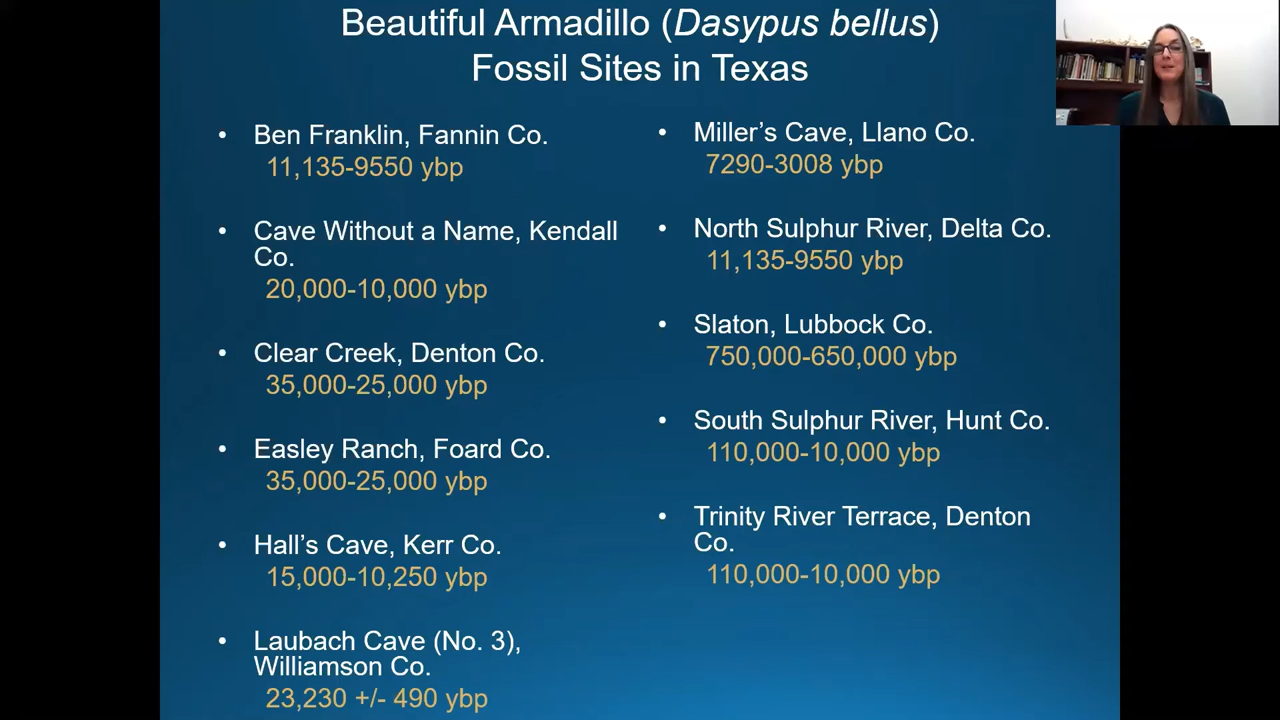 Beautiful Armadillo (Dasypus bellus)
Fossil Sites in Texas
• Ben Franklin, Fannin Co.
11,135-9550 ybp
• Cave Without a Name, Kendall
Co.
20,000-10,000 ybp
• Clear Creek, Denton Co.
35,000-25,000 ybp
• Easley Ranch, Foard Co.
35,000-25,000 ybp
• Hall’s Cave, Kerr Co.
15,000-10,250 ybp
• Laubach Cave (No. 3),
Williamson Co.
23,230 +/- 490 ybp
• Miller’s Cave, Llano Co.
7290-3008 ybp
• North Sulphur River, Delta Co.
11,135-9550 ybp
• Slaton, Lubbock Co.
750,000-650,000 ybp
• South Sulphur River, Hunt Co.
110,000-10,000 ybp
• Trinity River Terrace, Denton
Co.
110,000-10,000 ybp